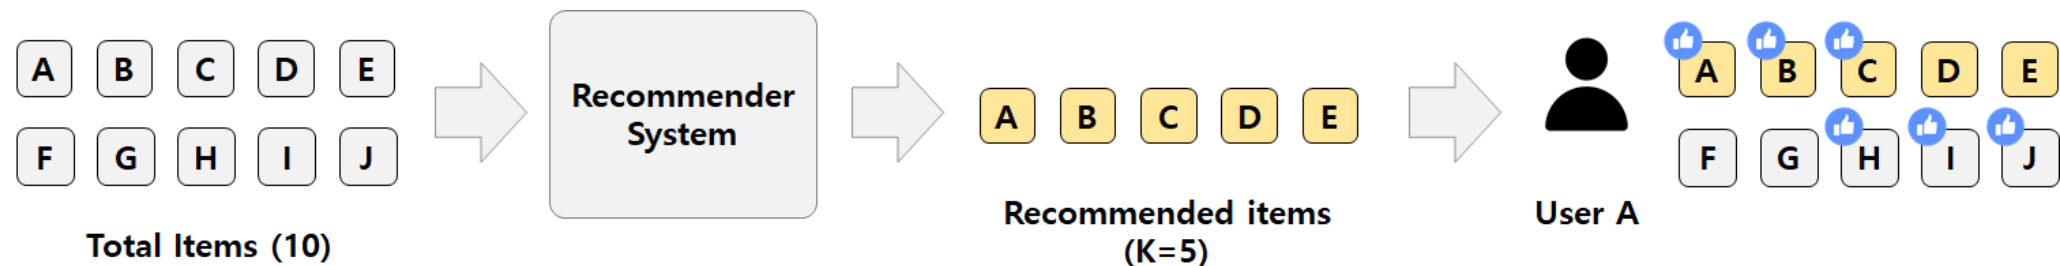 A B C D E
F G H I J
Total Items (10)
Recommender
System
A B C D E
Recommended items
(K=5)
User A
A B C D E
F G H I J